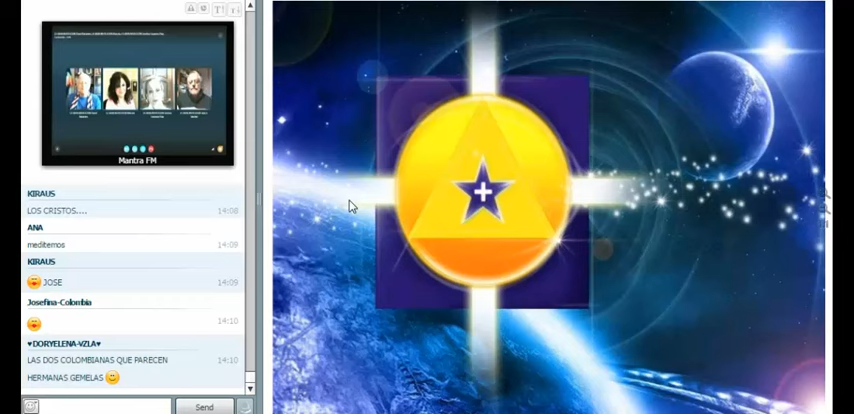 Mantra FM
KIRAUS
LOS CRISTOS.... 14:08
ANA
meditemos 14:09
KIRAUS
JOSE 14:09
Josefina-Colombia
14:10
♥DORYELENA-VZLA♥
LAS DOS COLOMBIANAS QUE PARECEN 14:10
HERMANAS GEMELAS
Send